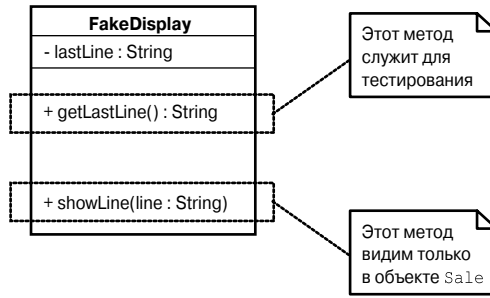 FakeDisplay
- lastLine : String
+ getLastLine() : String
+ showLine(line : String)
Этот метод
служит для
тестирования
Этот метод
видим только
в объекте Sale